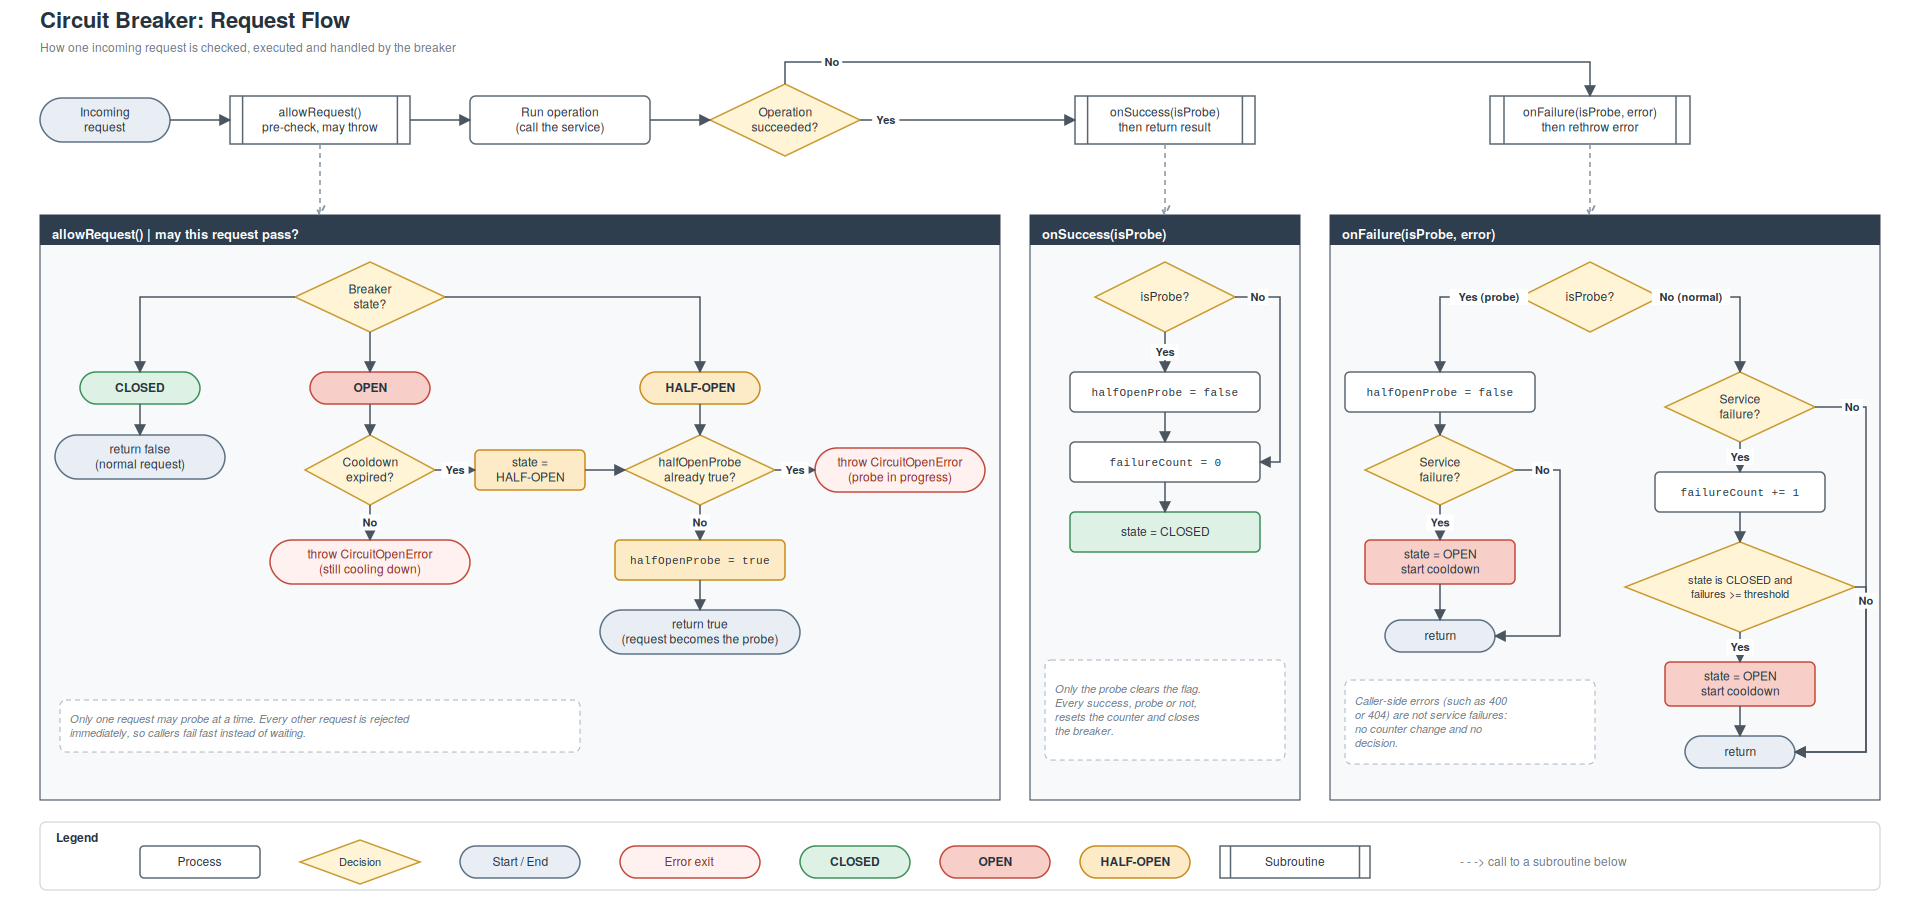 Circuit Breaker: Request Flow
How one incoming request is checked, executed and handled by the breaker
Incoming
request
allowRequest()
pre-check, may throw
Run operation
(call the service)
Operation
succeeded?
No
Yes
onSuccess(isProbe)
then return result
onFailure(isProbe, error)
then rethrow error
allowRequest() | may this request pass?
Breaker
state?
CLOSED
OPEN
HALF-OPEN
return false
(normal request)
Cooldown
expired?
Yes
state =
HALF-OPEN
halfOpenProbe
already true?
Yes
throw CircuitOpenError
(probe in progress)
No
No
throw CircuitOpenError
(still cooling down)
halfOpenProbe = true
return true
(request becomes the probe)
Only one request may probe at a time. Every other request is rejected
immediately, so callers fail fast instead of waiting.
onSuccess(isProbe)
isProbe?
No
Yes
halfOpenProbe = false
failureCount = 0
state = CLOSED
Only the probe clears the flag.
Every success, probe or not,
resets the counter and closes
the breaker.
onFailure(isProbe, error)
Yes (probe)
isProbe?
No (normal)
halfOpenProbe = false
Service
failure?
No
Yes
state = OPEN
start cooldown
return
Caller-side errors (such as 400
or 404) are not service failures:
no counter change and no
decision.
Service
failure?
No
Yes
failureCount += 1
state is CLOSED and
failures >= threshold
No
Yes
state = OPEN
start cooldown
return
Legend
Process
Decision
Start / End
Error exit
CLOSED
OPEN
HALF-OPEN
Subroutine
- - -> call to a subroutine below